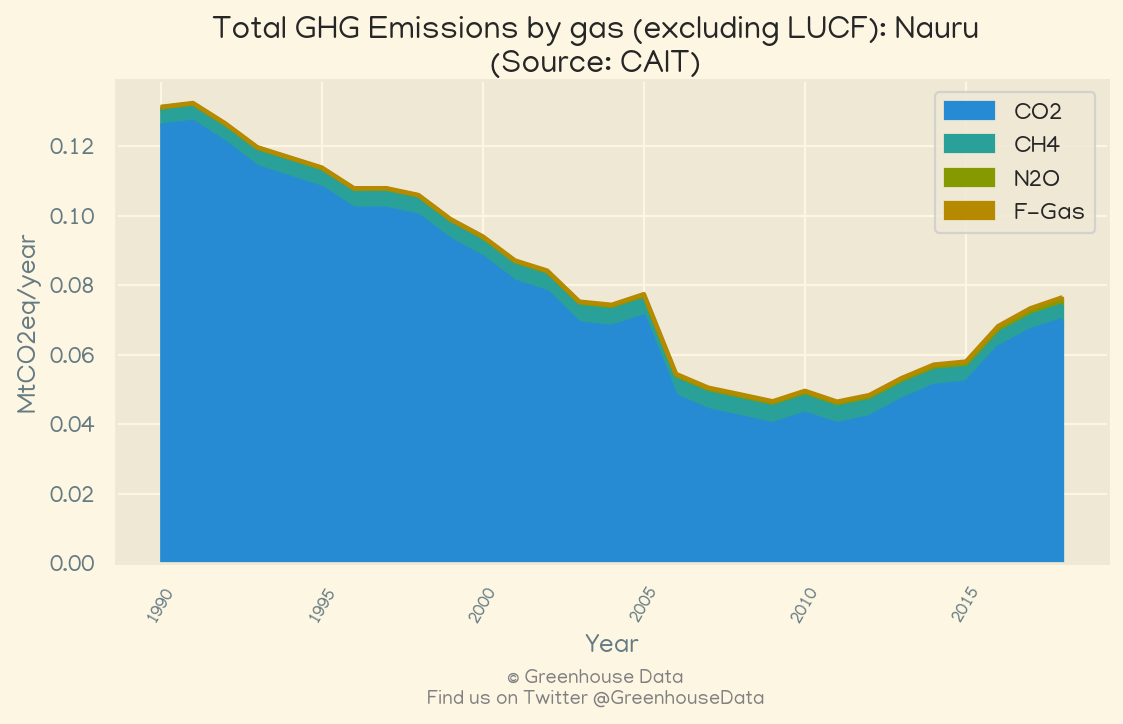 Total GHG Emissions by gas (excluding LUCF): Nauru
(Source: CAIT)
CO2
CH4
N2O
F-Gas
MtCO2eq/year
0.12
0.10
0.08
0.06
0.04
0.02
0.00
1990
1995
2000
2005
2010
2015
Year
© Greenhouse Data
Find us on Twitter @GreenhouseData